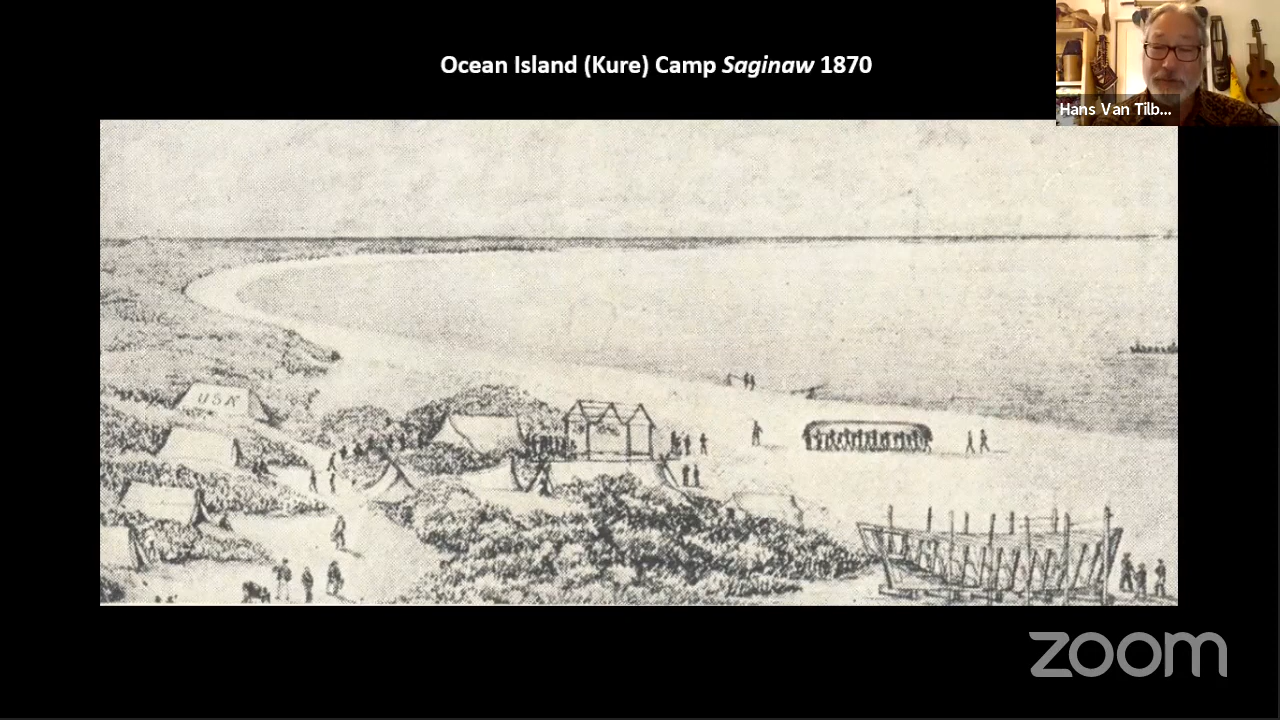 Ocean Island (Kure) Camp Saginaw 1870
Hans Van Tilb...
USA
zoom